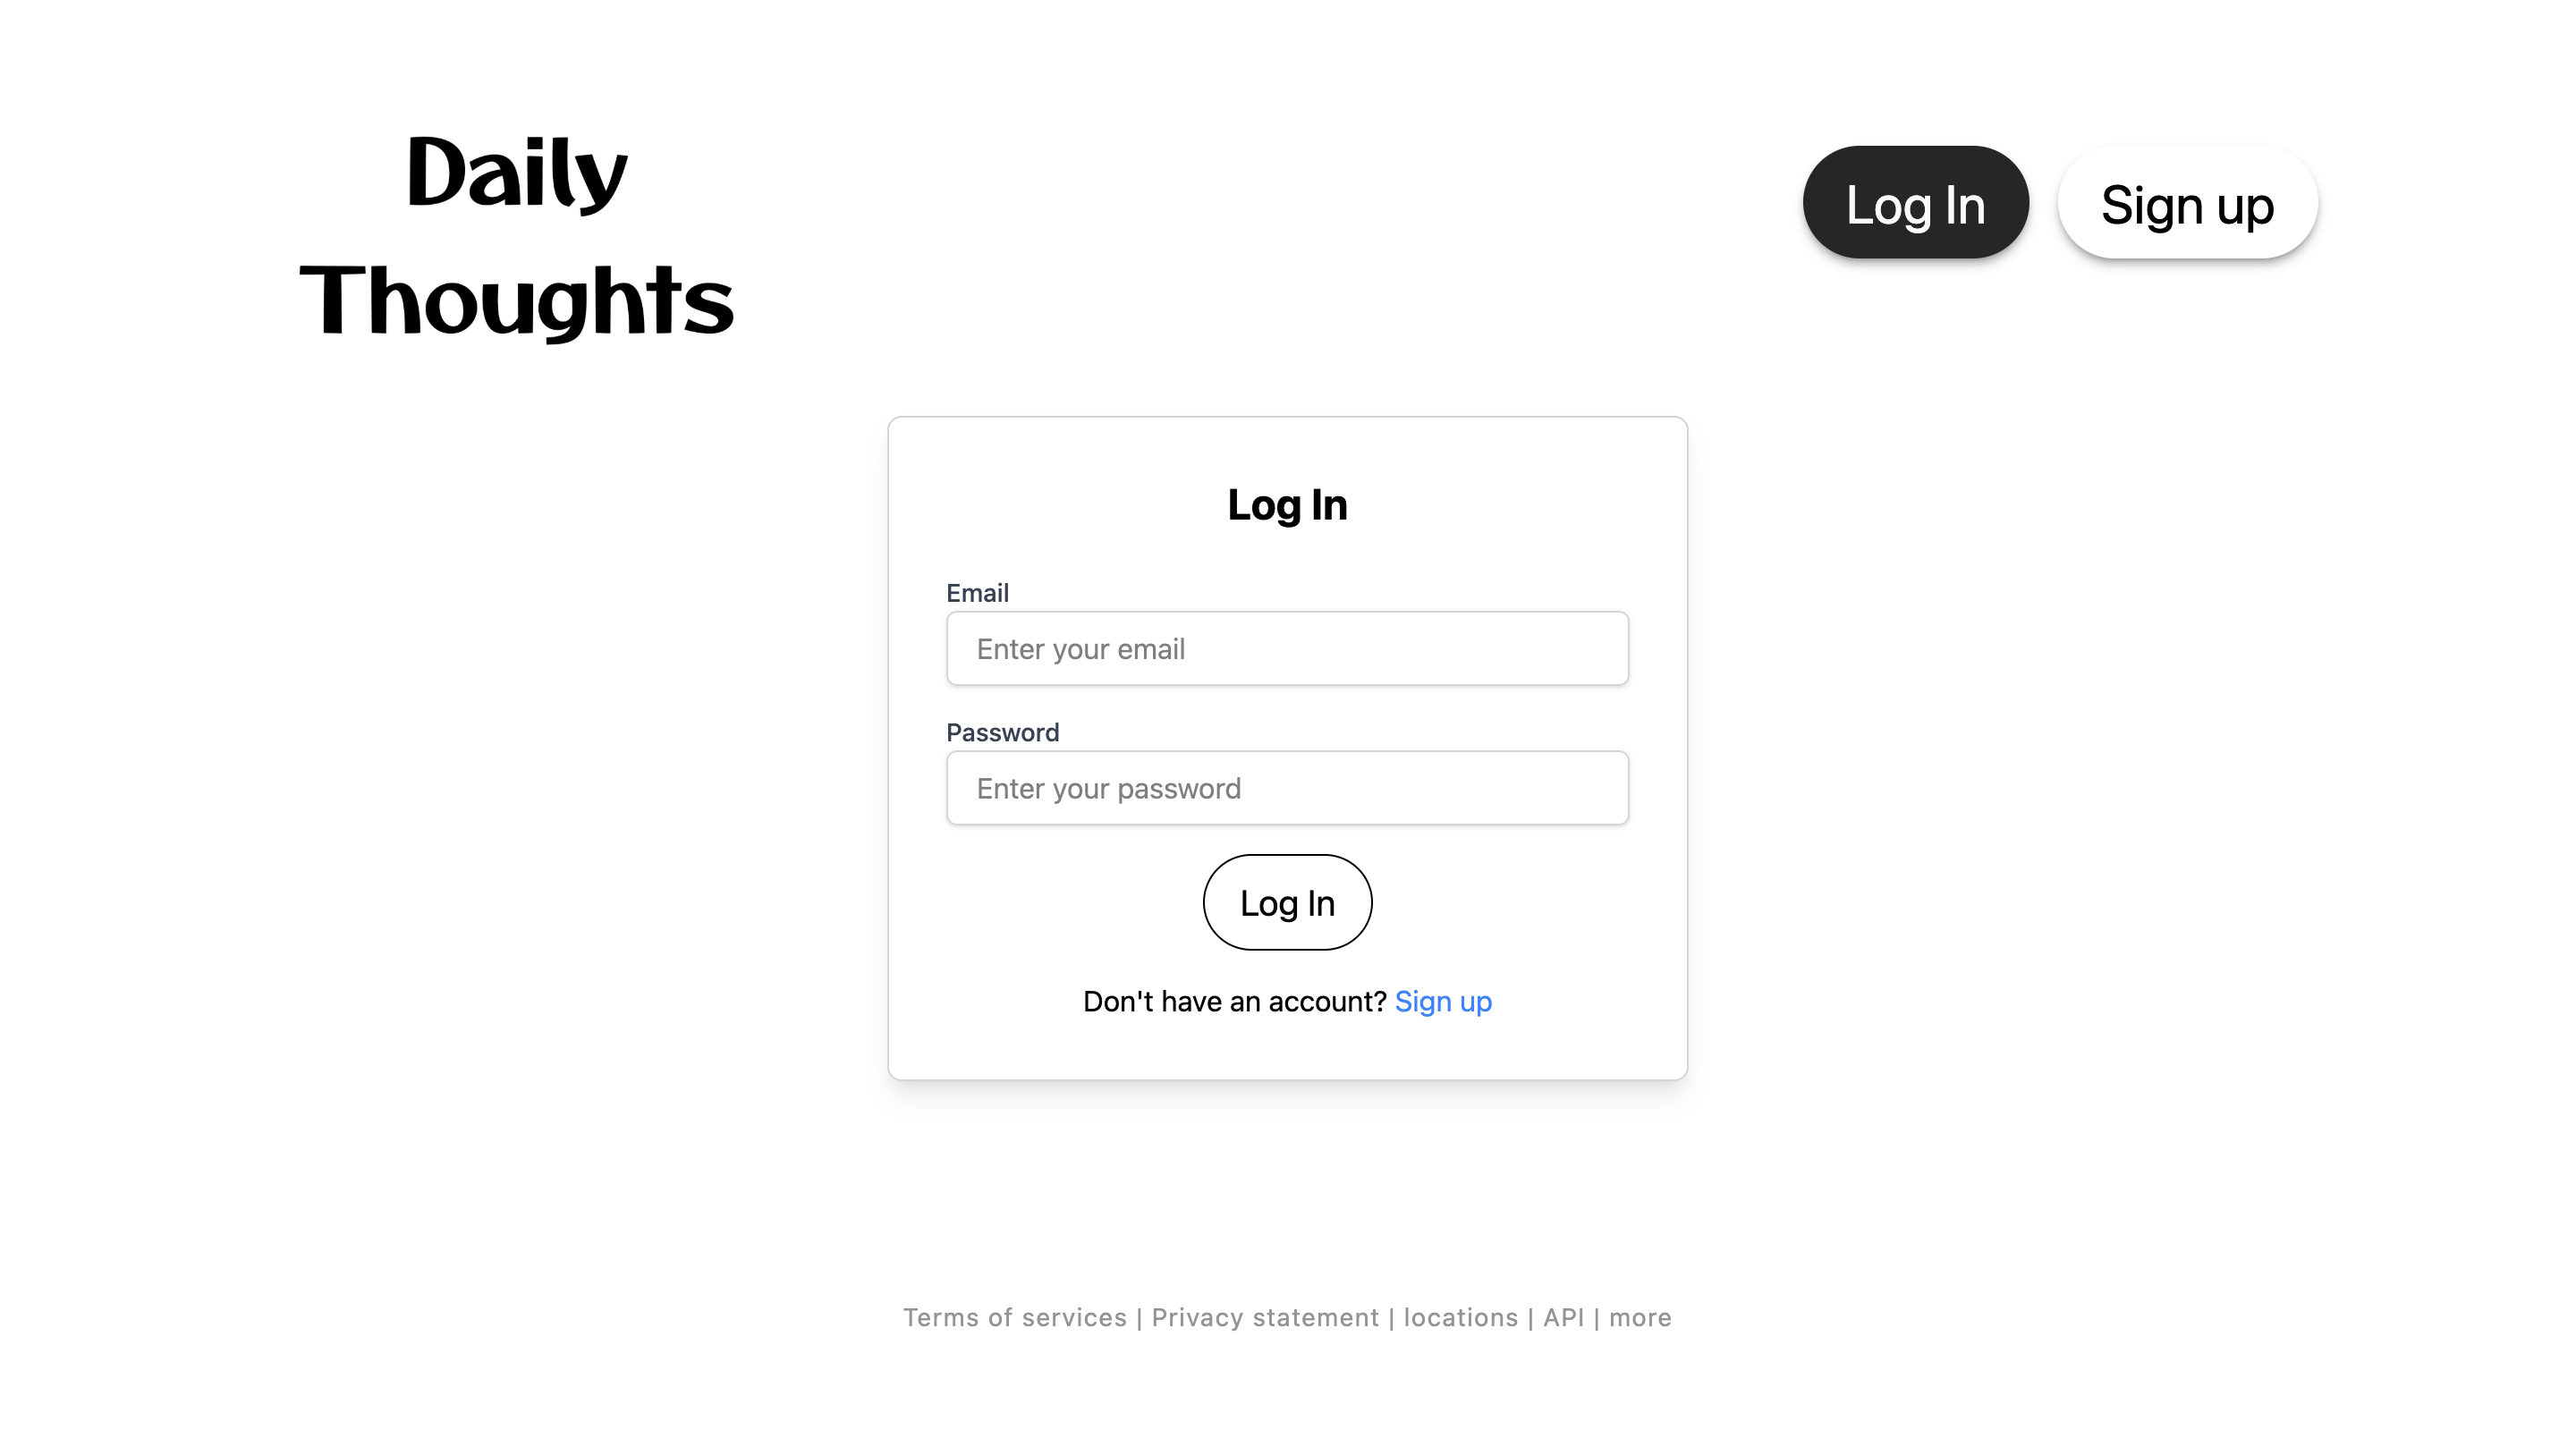 Daily
Thoughts
Log In
Sign up
Log In
Email
Enter your email
Password
Enter your password
Log In
Don't have an account? Sign up
Terms of services | Privacy statement | locations | API | more